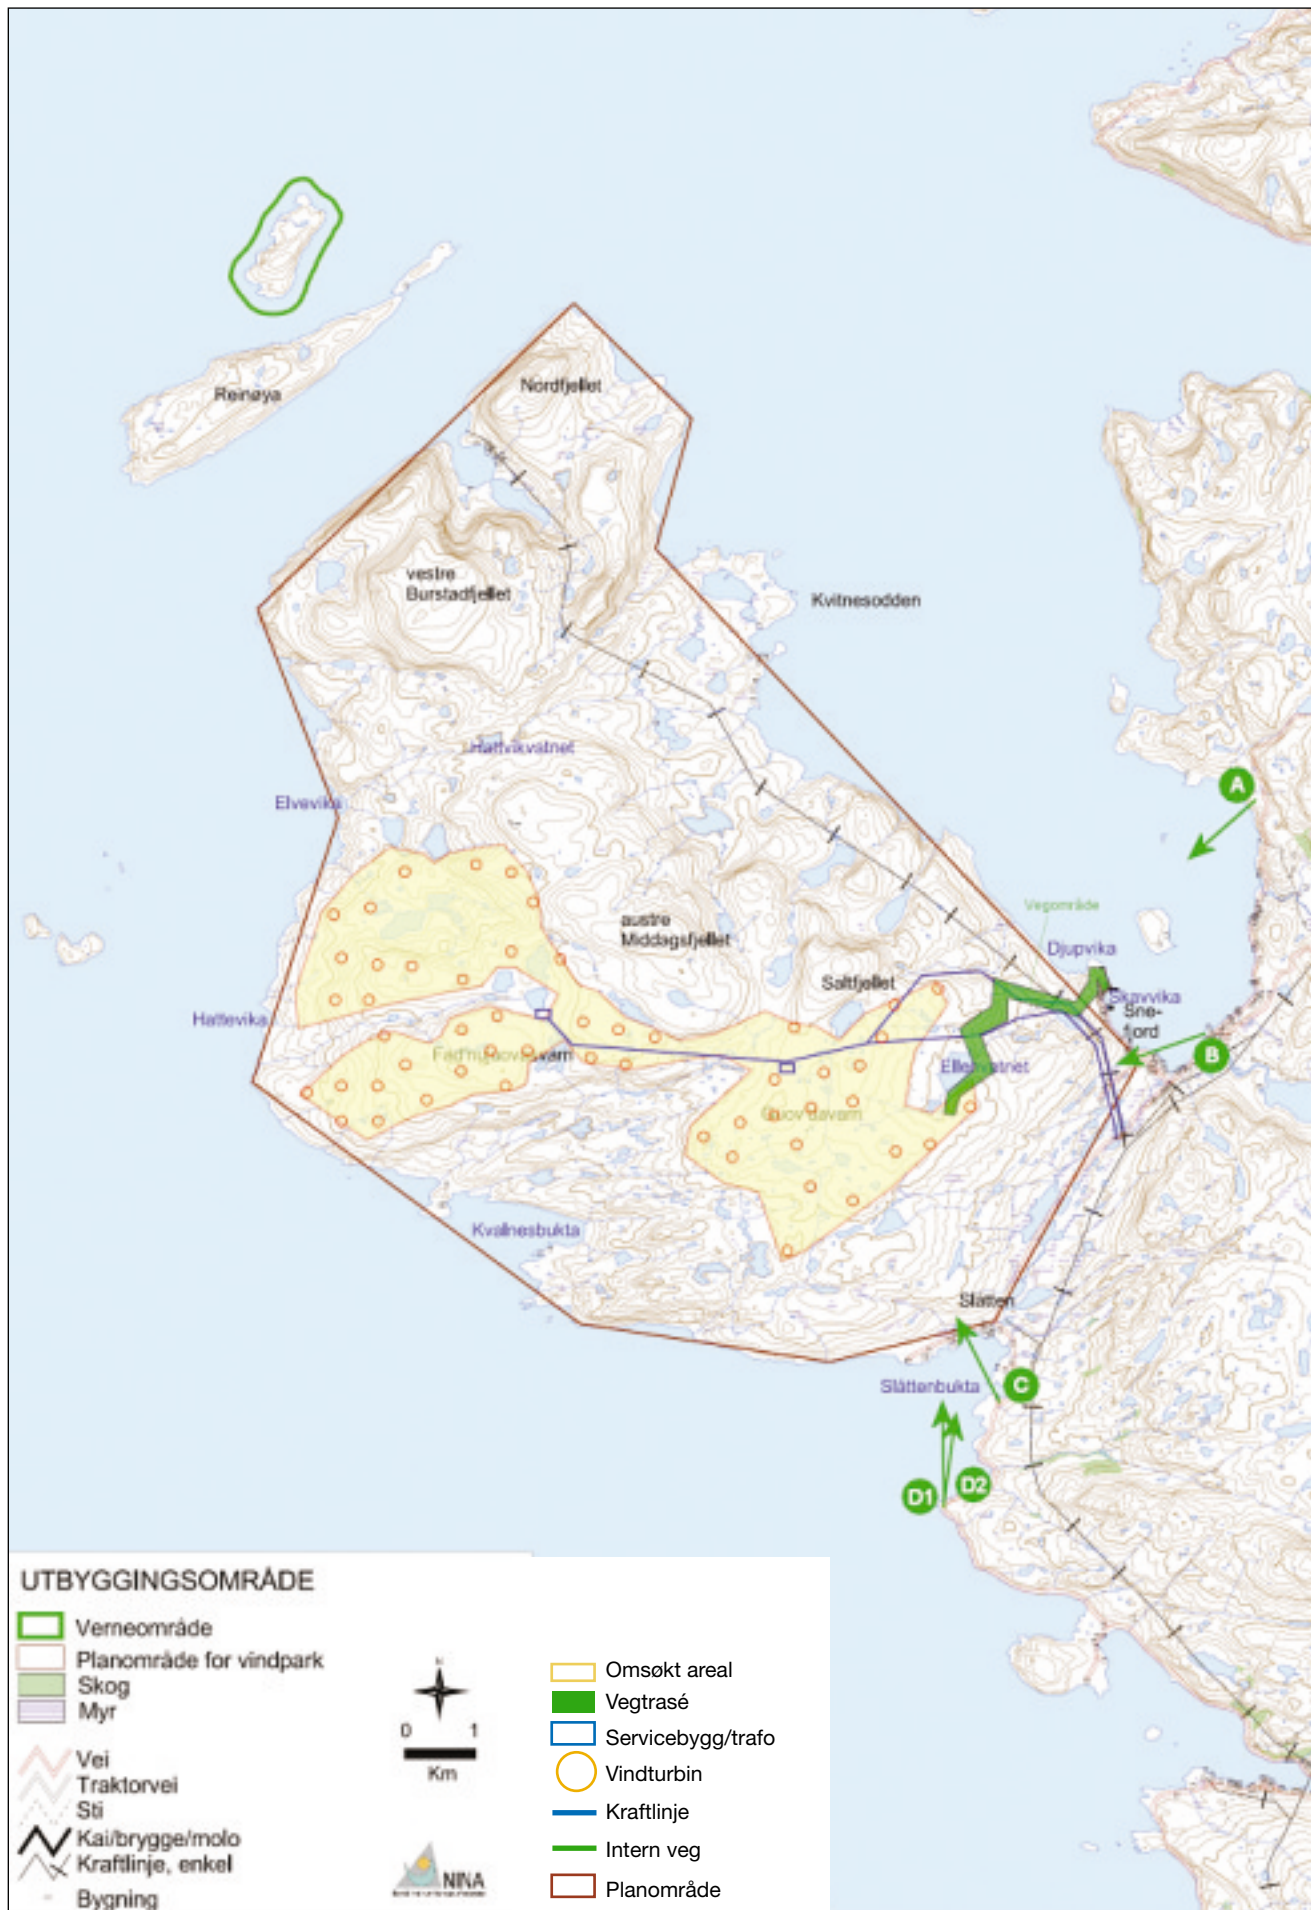 Reinøya
Nordfjellet
vestre
Burstadfjellet
Kvitnesodden
Hattvikvatnet
Elvevika
A
austre
Middagsfjellet
Vegområde
Djupvika
Saltfjellet
Skavvika
Sne-
fjord
Hattevika
B
Ellenvatnet
Kvalnesbukta
Slåtten
C
Slåttenbukta
D1
D2
UTBYGGINGSOMRÅDE
Verneområde
Planområde for vindpark
Skog
Myr
Vei
Traktorvei
Sti
Kai/brygge/molo
Kraftlinje, enkel
Bygning
N
0 1
Km
NINA
Omsøkt areal
Vegtrasé
Servicebygg/trafo
Vindturbin
Kraftlinje
Intern veg
Planområde